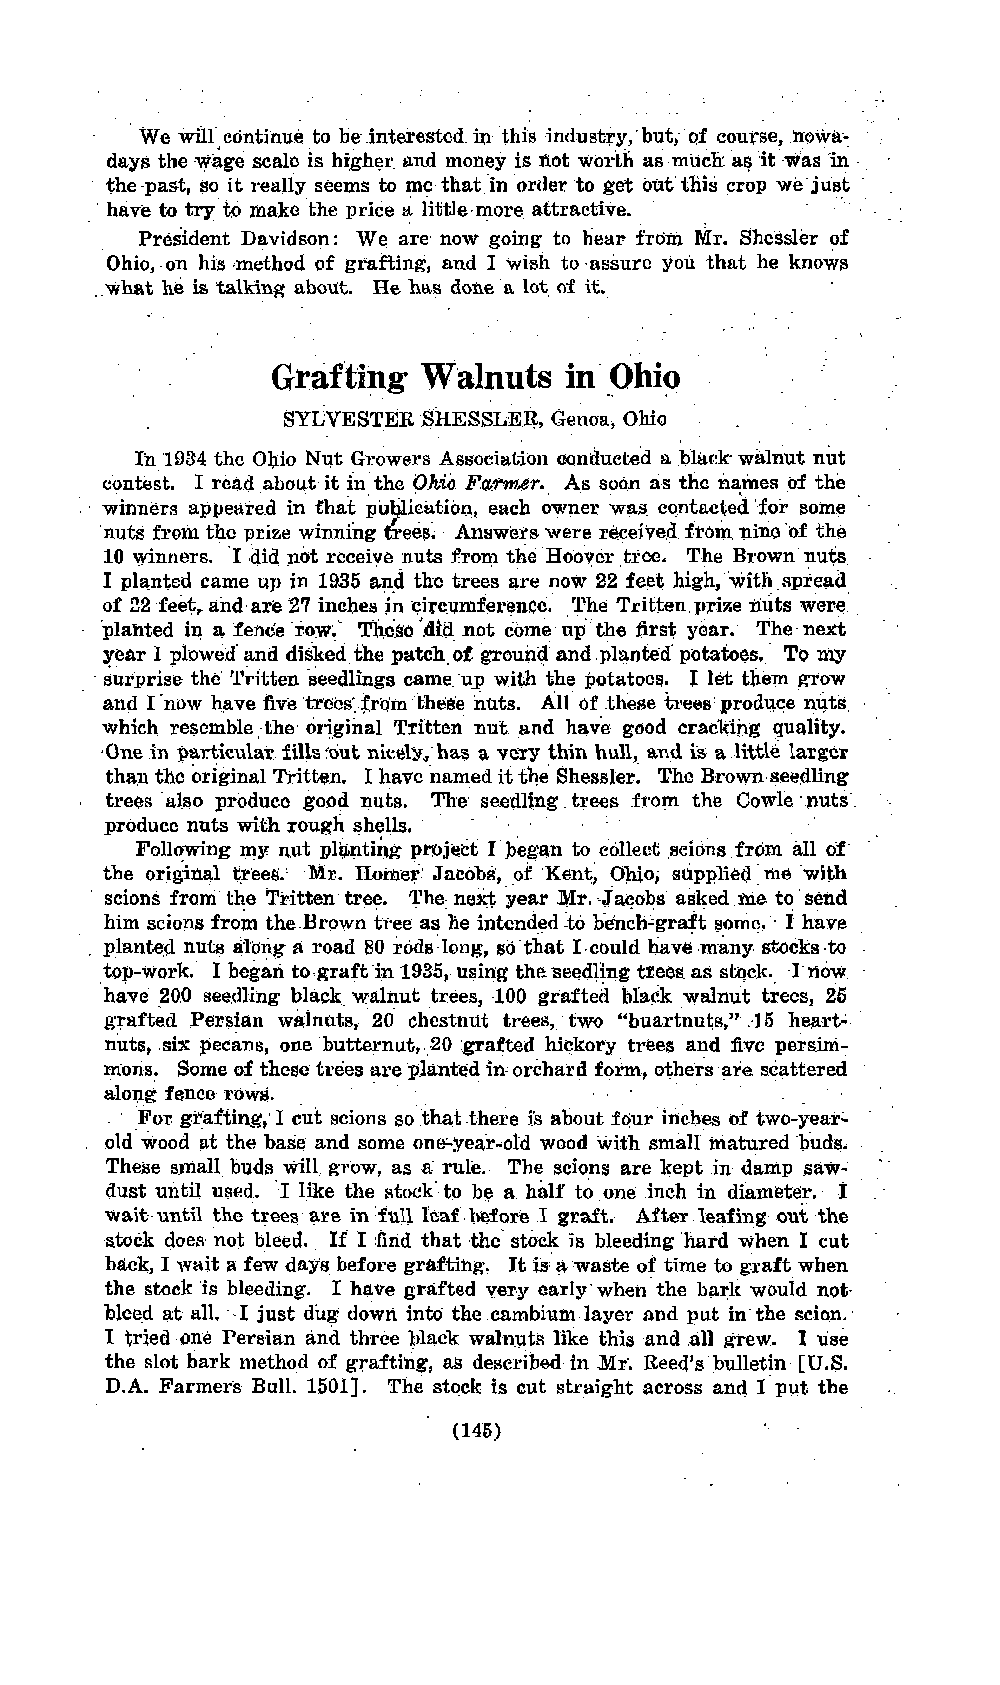 We will continue to be interested in this industry, but, of course, nowa-
days the wage scale is higher and money is not worth as much as it was in
the past, so it really seems to me that in order to get out this crop we just
have to try to make the price a little more attractive.
President Davidson: We are now going to hear from Mr. Shessler of
Ohio, on his method of grafting, and I wish to assure you that he knows
what he is talking about. He has done a lot of it.
Grafting Walnuts in Ohio
SYLVESTER SHESSLER, Genoa, Ohio
In 1934 the Ohio Nut Growers Association conducted a black walnut nut
contest. I read about it in the Ohio Farmer. As soon as the names of the
winners appeared in that publication, each owner was contacted for some
nuts from the prize winning trees. Answers were received from nine of the
10 winners. I did not receive nuts from the Hoover tree. The Brown nuts
I planted came up in 1935 and the trees are now 22 feet high, with spread
of 22 feet, and are 27 inches in circumference. The Tritten prize nuts were
planted in a fence row. These did not come up the first year. The next
year I plowed and disked the patch of ground and planted potatoes. To my
surprise the Tritten seedlings came up with the potatoes. I let them grow
and I now have five trees from these nuts. All of these trees produce nuts
which resemble the original Tritten nut and have good cracking quality.
One in particular fills out nicely, has a very thin hull, and is a little larger
than the original Tritten. I have named it the Shessler. The Brown seedling
trees also produce good nuts. The seedling trees from the Cowle nuts
produce nuts with rough shells.
Following my nut planting project I began to collect scions from all of
the original trees. Mr. Homer Jacobs, of Kent, Ohio, supplied me with
scions from the Tritten tree. The next year Mr. Jacobs asked me to send
him scions from the Brown tree as he intended to bench-graft some. I have
planted nuts along a road 80 rods long, so that I could have many stocks to
top-work. I began to graft in 1935, using the seedling trees as stock. I now
have 200 seedling black walnut trees, 100 grafted black walnut trees, 25
grafted Persian walnuts, 20 chestnut trees, two "buartnuts," 15 heart-
nuts, six pecans, one butternut, 20 grafted hickory trees and five persim-
mons. Some of these trees are planted in orchard form, others are scattered
along fence rows.
For grafting, I cut scions so that there is about four inches of two-year-
old wood at the base and some one-year-old wood with small matured buds.
These small buds will grow, as a rule. The scions are kept in damp saw-
dust until used. I like the stock to be a half to one inch in diameter. I
wait until the trees are in full leaf before I graft. After leafing out the
stock does not bleed. If I find that the stock is bleeding hard when I cut
back, I wait a few days before grafting. It is a waste of time to graft when
the stock is bleeding. I have grafted very early when the bark would not
bleed at all. I just dug down into the cambium layer and put in the scion.
I tried one Persian and three black walnuts like this and all grew. I use
the slot bark method of grafting, as described in Mr. Reed's bulletin [U.S.
D.A. Farmers Bull. 1501]. The stock is cut straight across and I put the
(145)